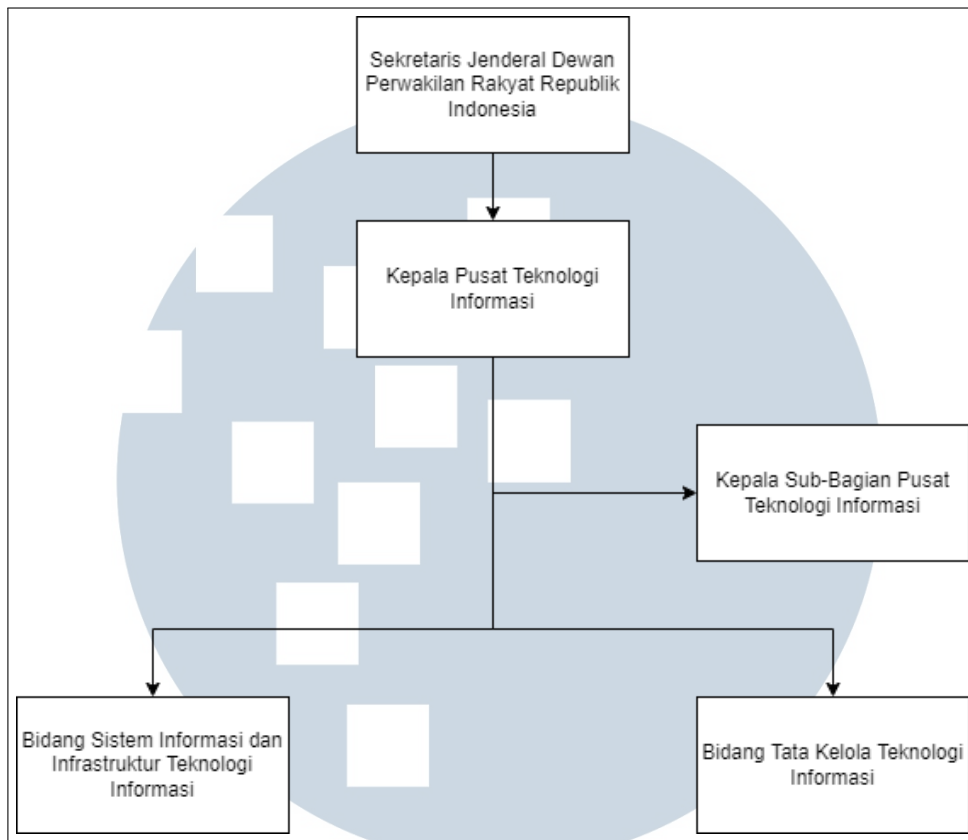 Sekretaris Jenderal Dewan
Perwakilan Rakyat Republik
Indonesia
Kepala Pusat Teknologi
Informasi
Kepala Sub-Bagian Pusat
Teknologi Informasi
Bidang Sistem Informasi dan
Infrastruktur Teknologi
Informasi
Bidang Tata Kelola Teknologi
Informasi